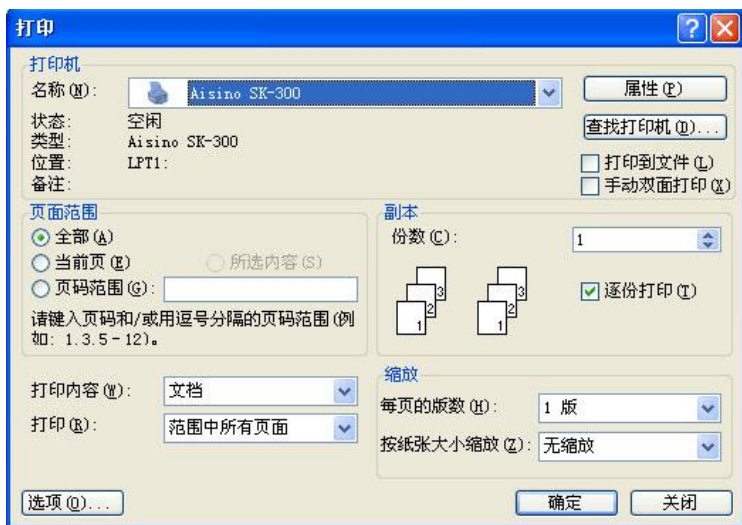 打印
打印机
名称(N): Aisino SK-300 属性(P)
状态: 空闲 查找打印机(D)...
类型: Aisino SK-300
位置: LPT1: 打印到文件(L)
备注: 手动双面打印(X)
页面范围
全部(A)
当前页(E) 所选内容(S)
页码范围(G):
请键入页码和/或用逗号分隔的页码范围(例
如: 1.3.5-12)。
副本
份数(C): 1
3 2 1 3 2 1 逐份打印(T)
打印内容(W): 文档
打印(R): 范围中所有页面
缩放
每页的版数(H): 1 版
按纸张大小缩放(Z): 无缩放
选项(O)... 确定 关闭